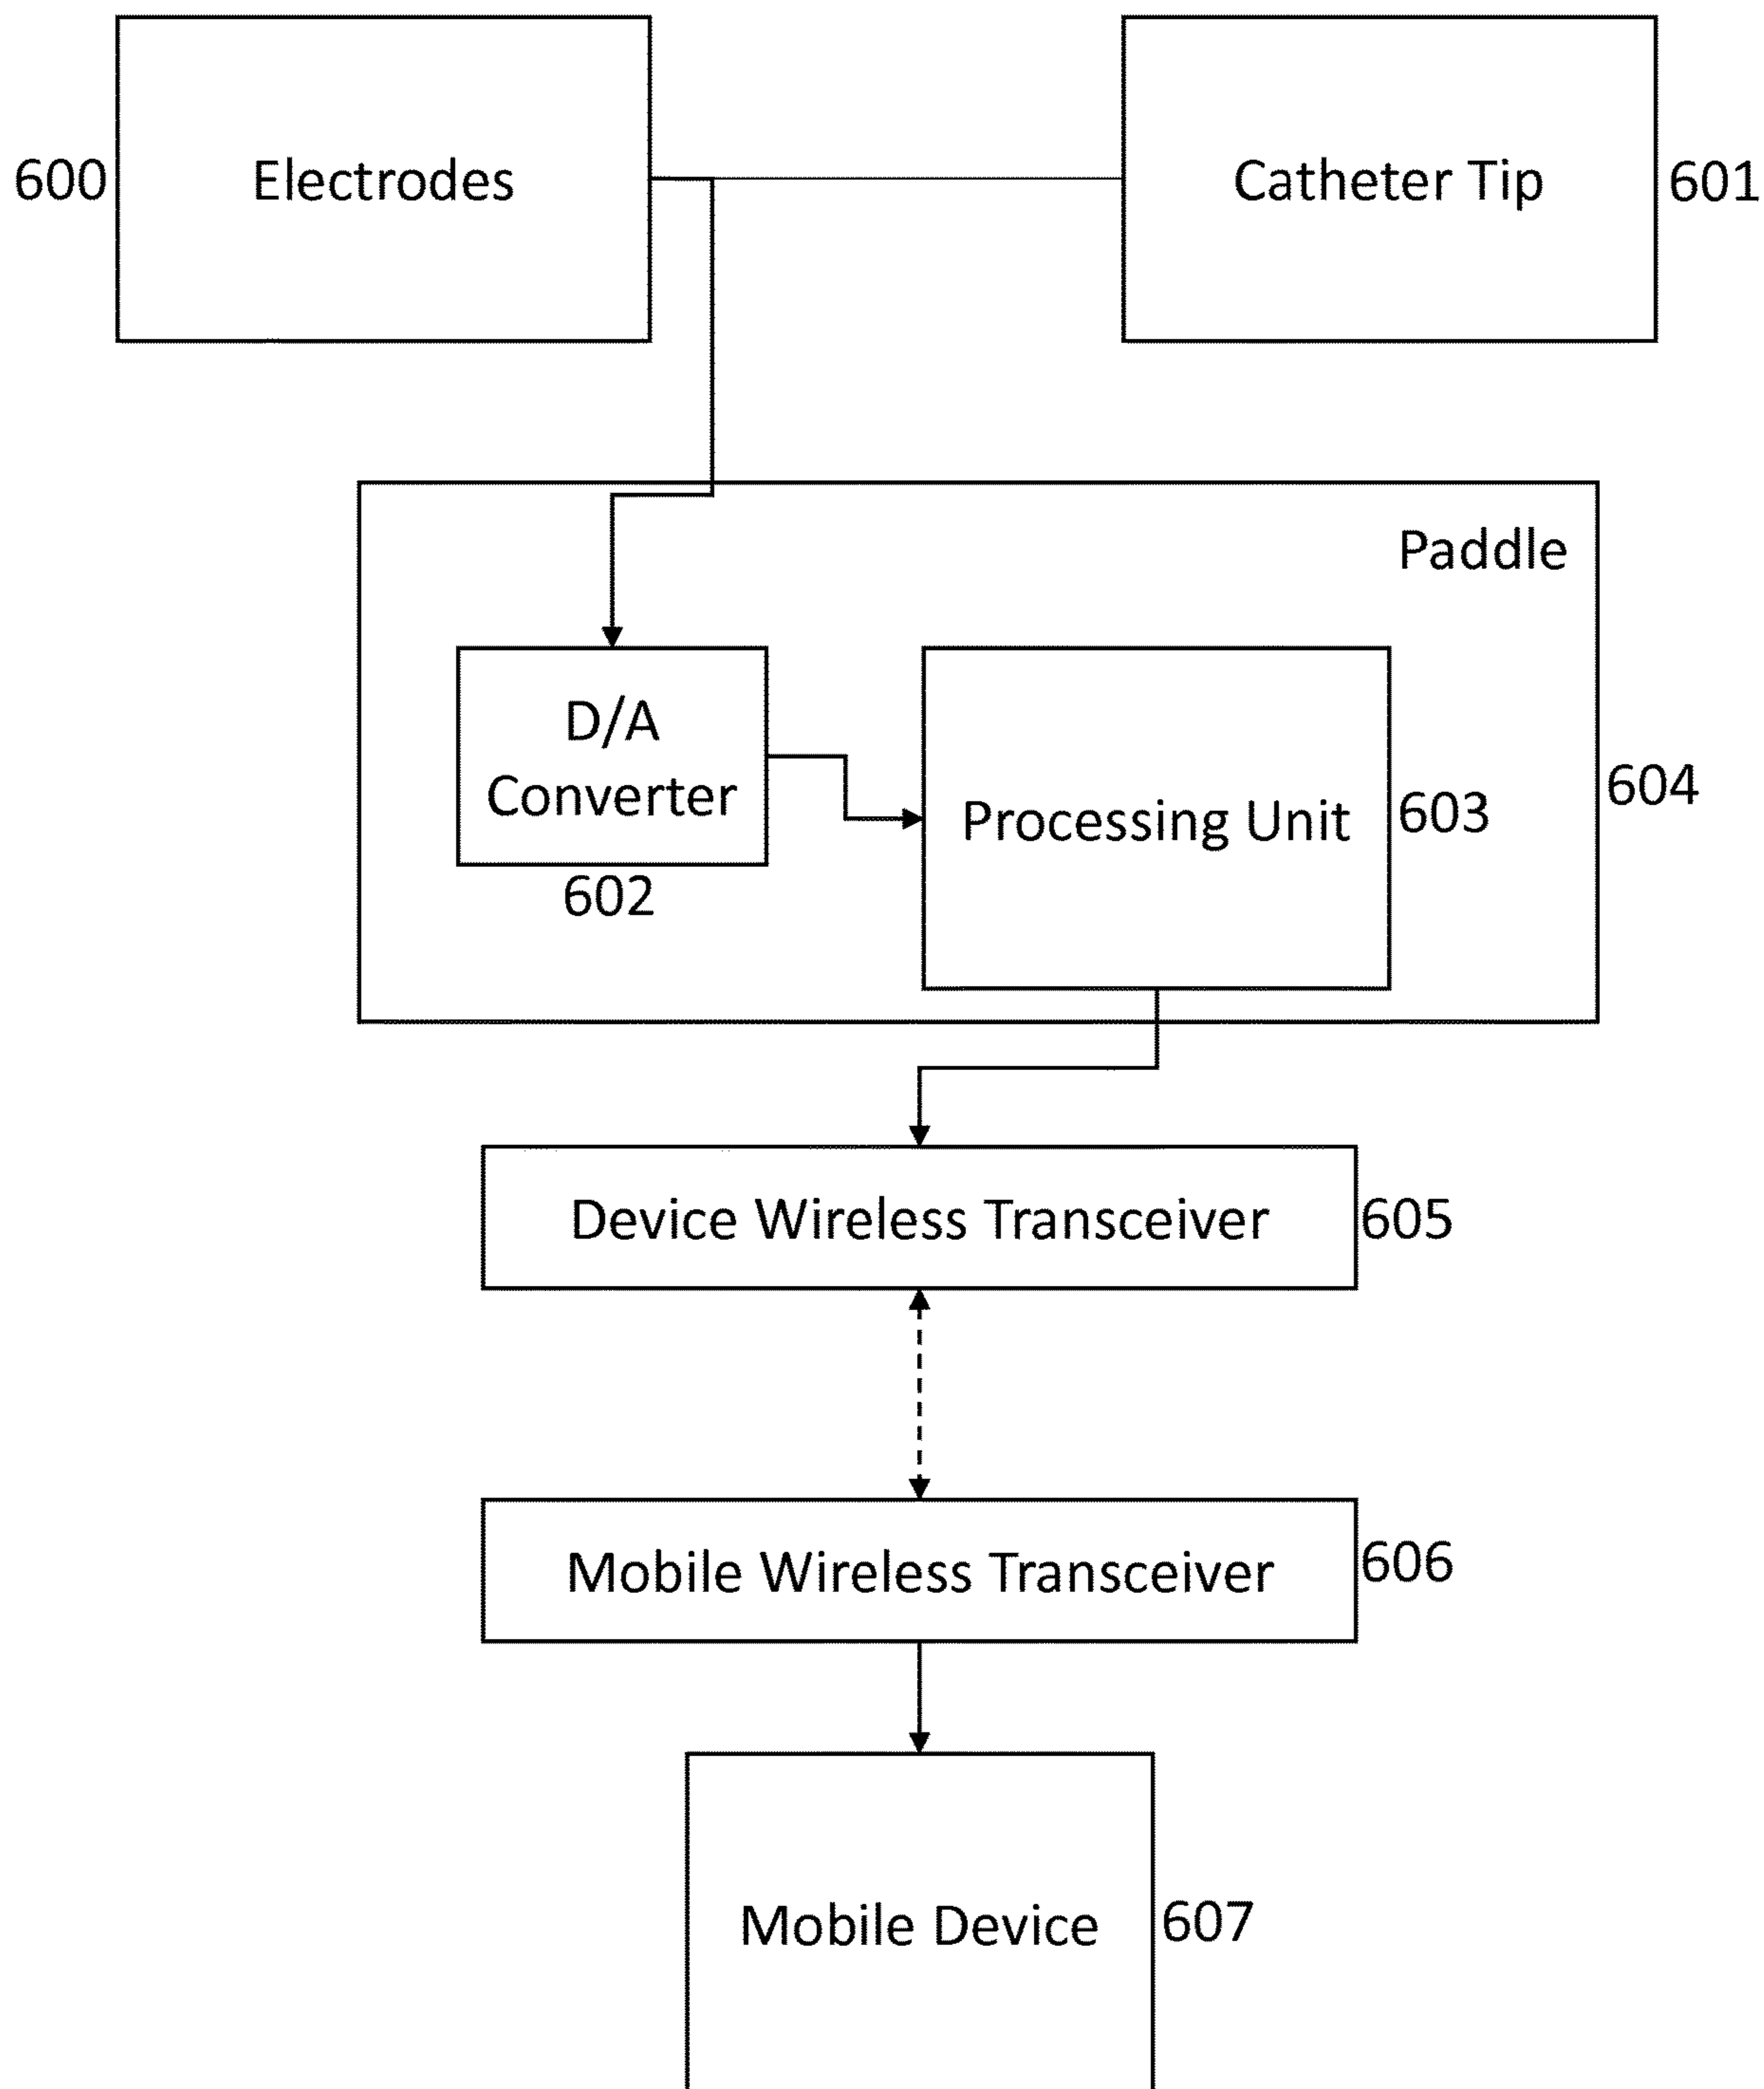 600
Electrodes
Catheter Tip
601
Paddle
D/A
Converter
602
Processing Unit
603
604
Device Wireless Transceiver
605
Mobile Wireless Transceiver
606
Mobile Device
607